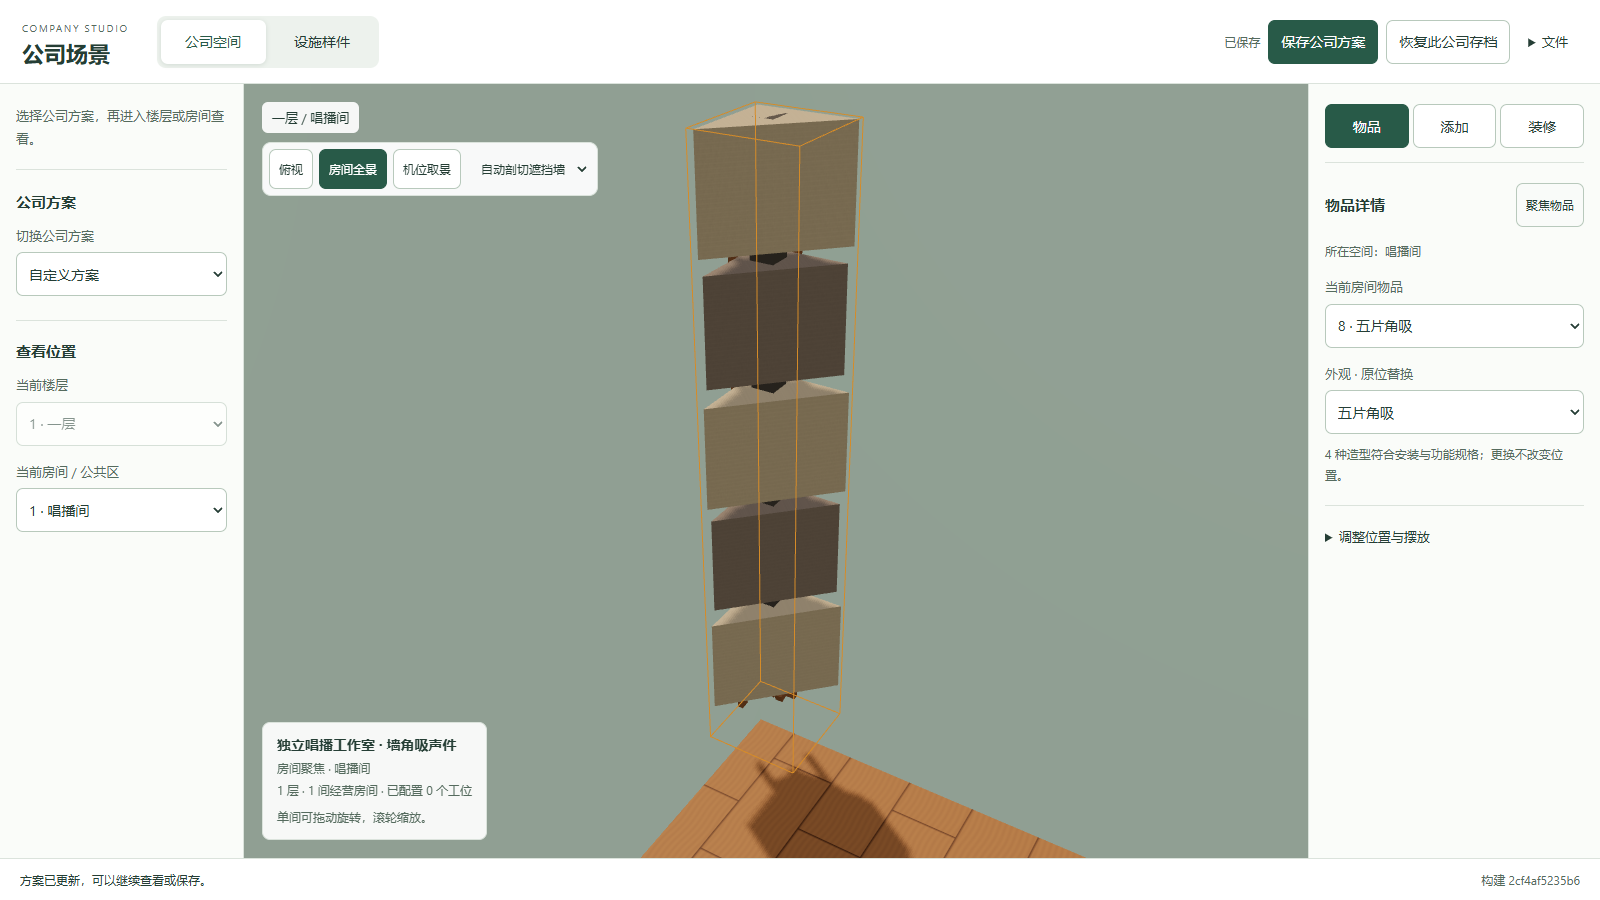 COMPANY STUDIO
公司场景
公司空间
设施样件
已保存
保存公司方案
恢复此公司存档
▶ 文件
选择公司方案，再进入楼层或房间查看。
公司方案
切换公司方案
自定义方案
查看位置
当前楼层
1 · 一层
当前房间 / 公共区
1 · 唱播间
一层 / 唱播间
俯视
房间全景
机位取景
自动剖切遮挡墙
独立唱播工作室 · 墙角吸声件
房间聚焦 · 唱播间
1 层 · 1 间经营房间 · 已配置 0 个工位
单间可拖动旋转，滚轮缩放。
物品
添加
装修
物品详情
聚焦物品
所在空间：唱播间
当前房间物品
8 · 五片角吸
外观 · 原位替换
五片角吸
4 种造型符合安装与功能规格；更换不改变位置。
▶ 调整位置与摆放
方案已更新，可以继续查看或保存。
构建 2cf4af5235b6